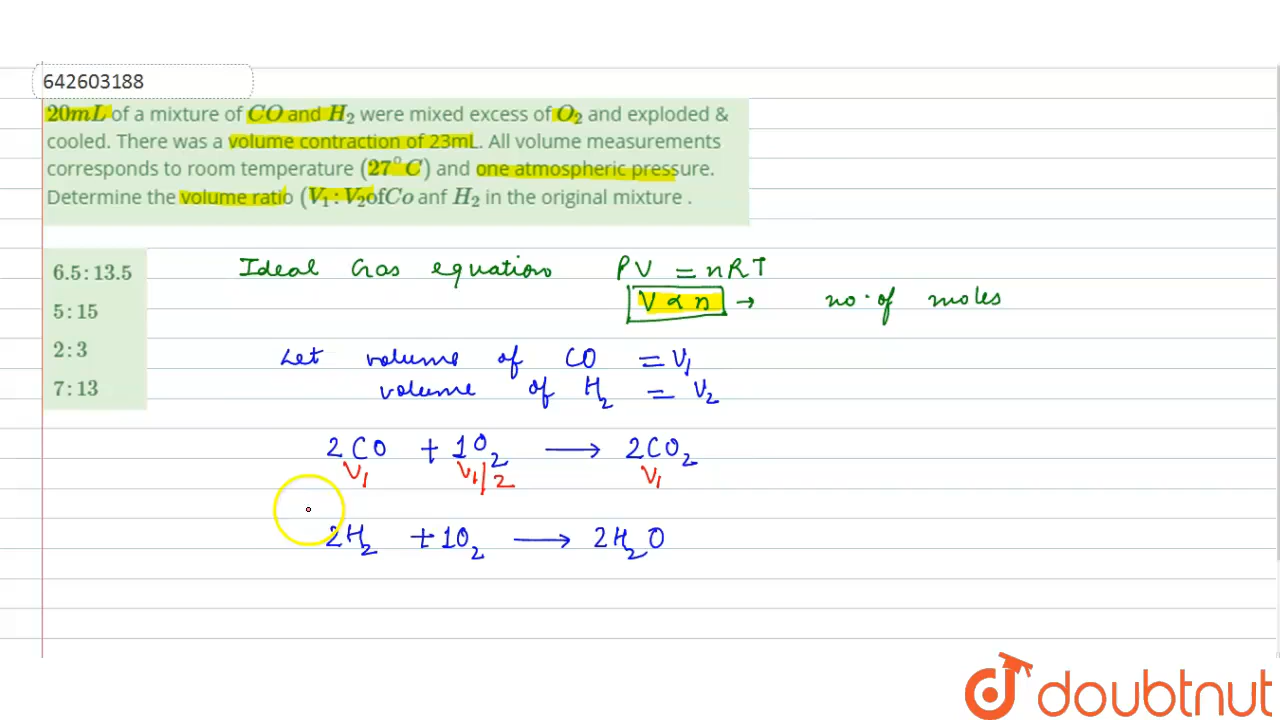 642603188
20mL of a mixture of CO and H₂ were mixed excess of O₂ and exploded &
cooled. There was a volume contraction of 23mL. All volume measurements
corresponds to room temperature (27°C) and one atmospheric pressure.
Determine the volume ratio (V₁ : V₂ofCo anf H₂ in the original mixture .
6.5 : 13.5
5 : 15
2 : 3
7 : 13
Ideal Gas equation PV = nRT
V ∝ n → no. of moles
Let volume of CO = V₁
volume of H₂ = V₂
2CO + 1O₂ ⟶ 2CO₂
V₁ V₁/2 V₁
2H₂ + 1O₂ ⟶ 2H₂O
doubtnut